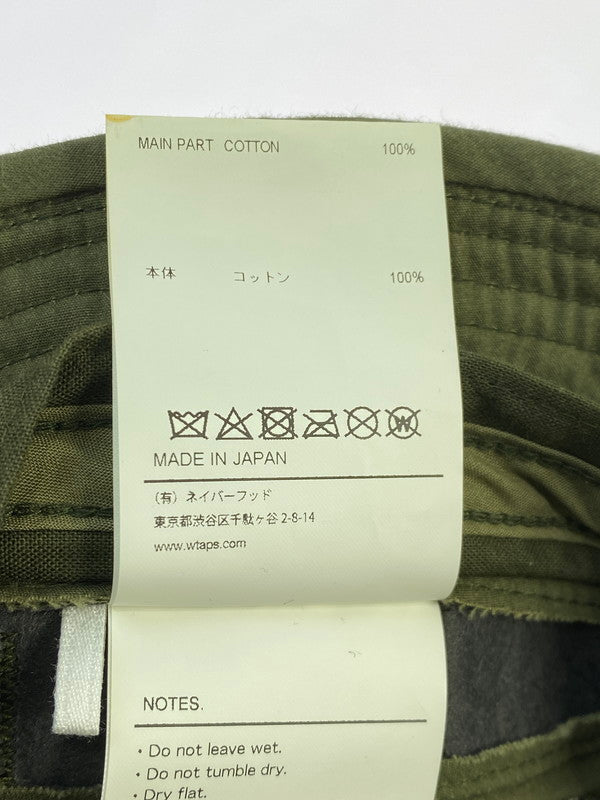 MAIN PART COTTON 100%
本体 コットン 100%
W
MADE IN JAPAN
(有) ネイバーフッド
東京都渋谷区千駄ヶ谷 2-8-14
www.wtaps.com
NOTES.
・Do not leave wet.
・Do not tumble dry.
・Dry flat.